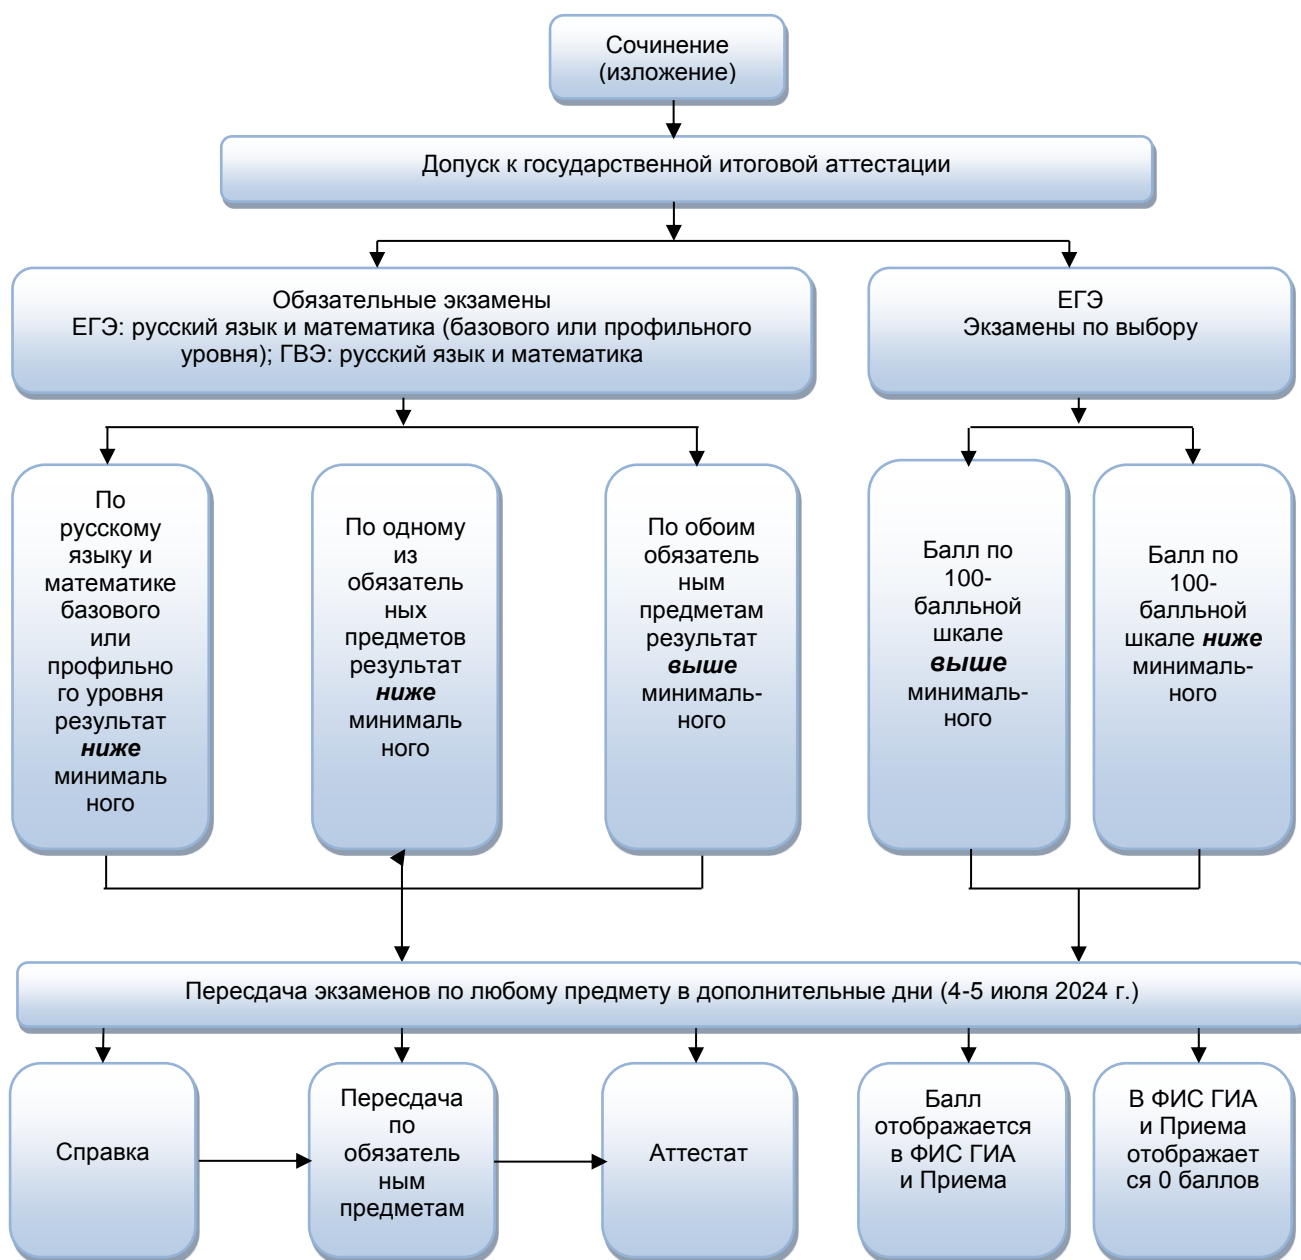 Сочинение
(изложение)
Допуск к государственной итоговой аттестации
Обязательные экзамены
ЕГЭ: русский язык и математика (базового или профильного
уровня); ГВЭ: русский язык и математика
ЕГЭ
Экзамены по выбору
По
русскому
языку и
математике
базового
или
профильно
го уровня
результат
ниже
минималь
ного
По одному
из
обязатель
ных
предметов
результат
ниже
минималь
ного
По обоим
обязатель
ным
предметам
результат
выше
минималь-
ного
Балл по
100-
балльной
шкале
выше
минималь-
ного
Балл по
100-
балльной
шкале ниже
минималь-
ного
Пересдача экзаменов по любому предмету в дополнительные дни (4-5 июля 2024 г.)
Справка
Пересдача
по
обязатель
ным
предметам
Аттестат
Балл
отображается
в ФИС ГИА
и Приема
В ФИС ГИА
и Приема
отображает
ся 0 баллов